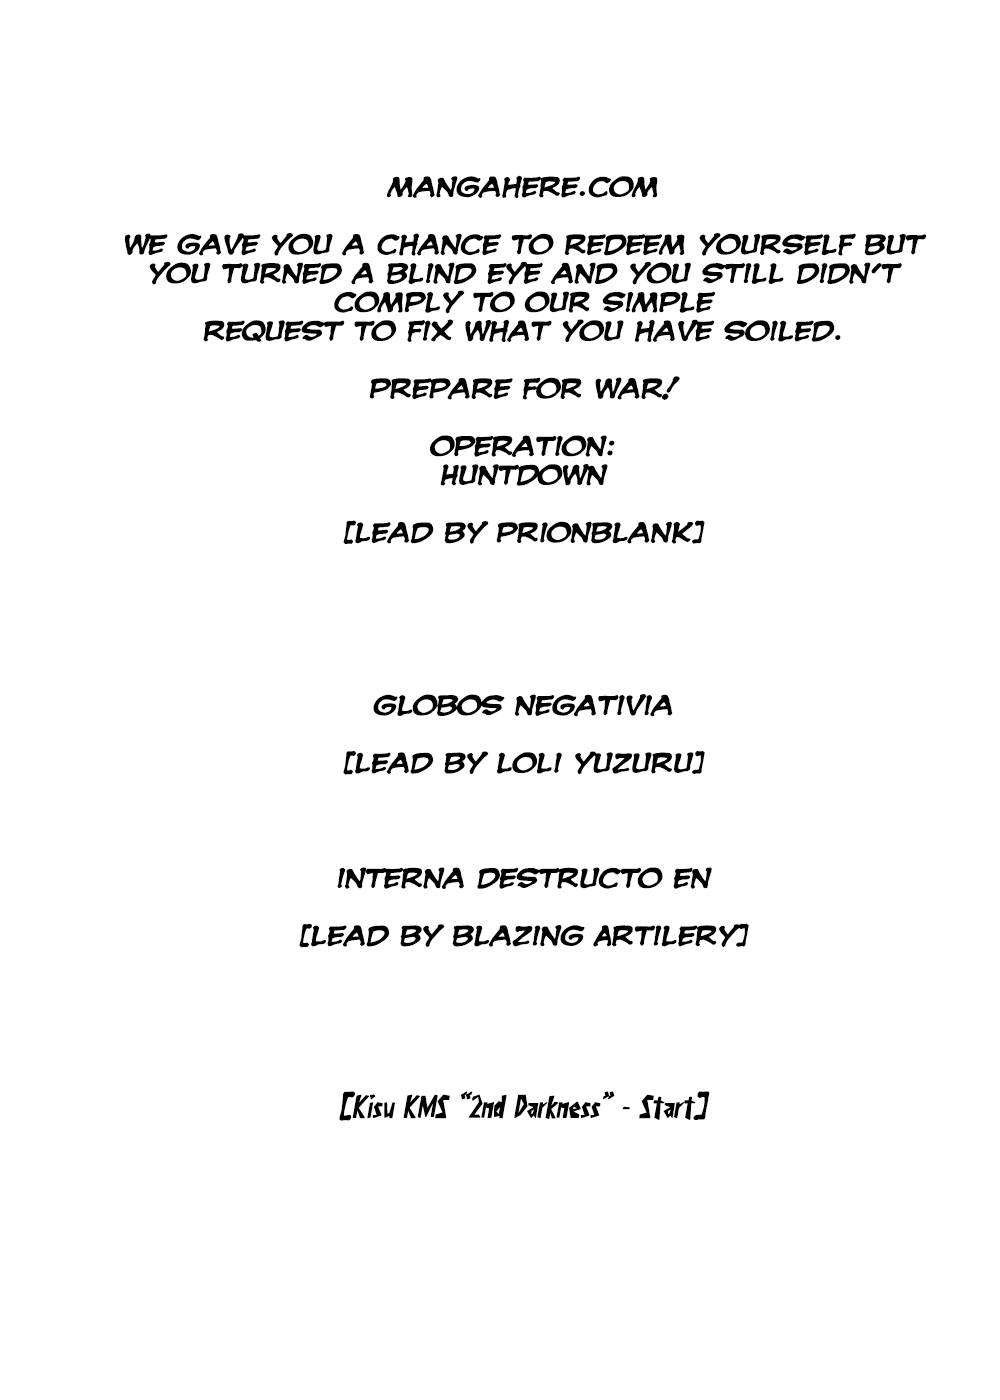 MANGAHERE.COM
WE GAVE YOU A CHANCE TO REDEEM YOURSELF BUT
YOU TURNED A BLIND EYE AND YOU STILL DIDN'T
COMPLY TO OUR SIMPLE
REQUEST TO FIX WHAT YOU HAVE SOILED.
PREPARE FOR WAR!
OPERATION:
HUNTDOWN
[LEAD BY PRIONBLANK]
GLOBOS NEGATIVIA
[LEAD BY LOLI YUZURU]
INTERNA DESTRUCTO EN
[LEAD BY BLAZING ARTILERY]
[Kisu KMS "2nd Darkness" - Start]